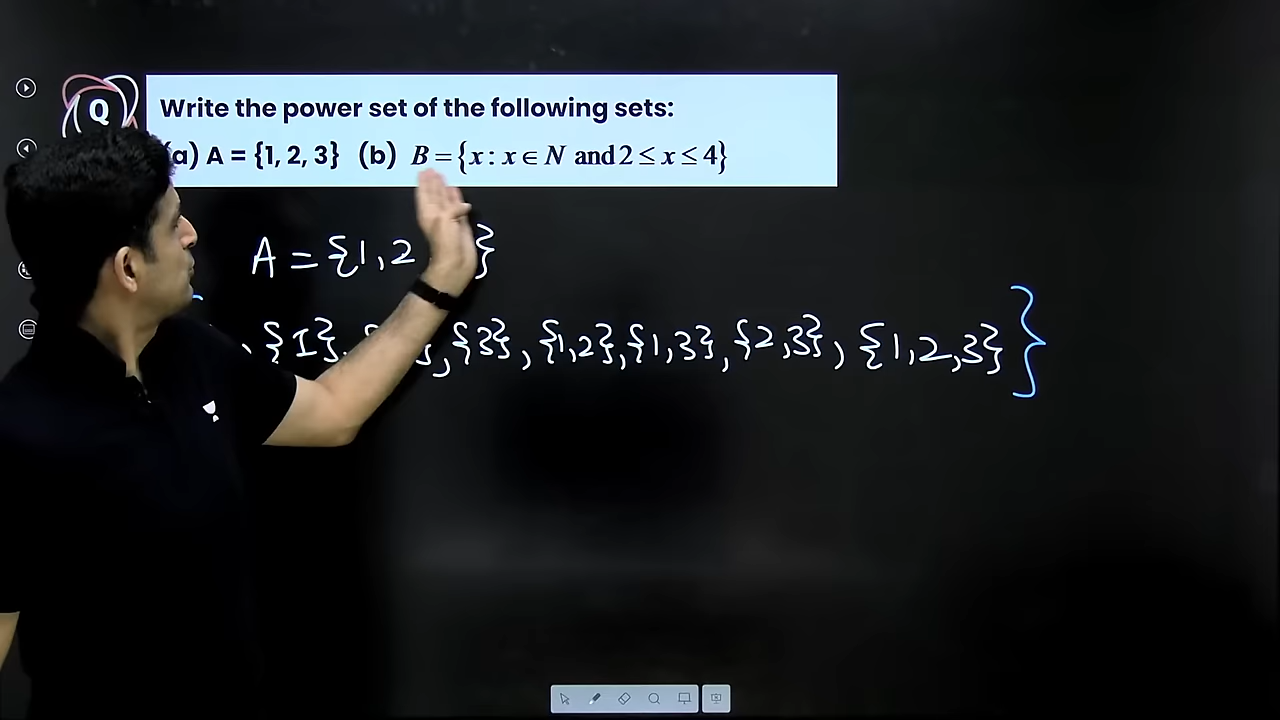 Q
Write the power set of the following sets:
a) A = {1, 2, 3} (b) B = {x : x ∈ N and 2 ≤ x ≤ 4}
A = {1, 2 }
, {1}, {3}, {1,2}, {1,3}, {2,3}, {1,2,3} }